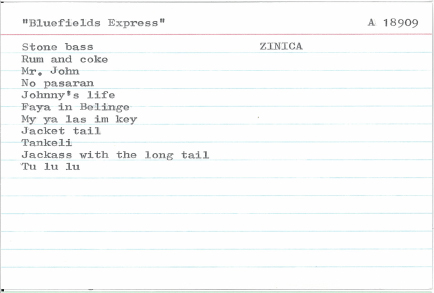 "Bluefields Express" A 18909
Stone bass ZINICA
Rum and coke
Mr. John
No pasaran
Johnny's life
Faya in Belinge
My ya las im key
Jacket tail
Tankeli
Jackass with the long tail
Tu lu lu